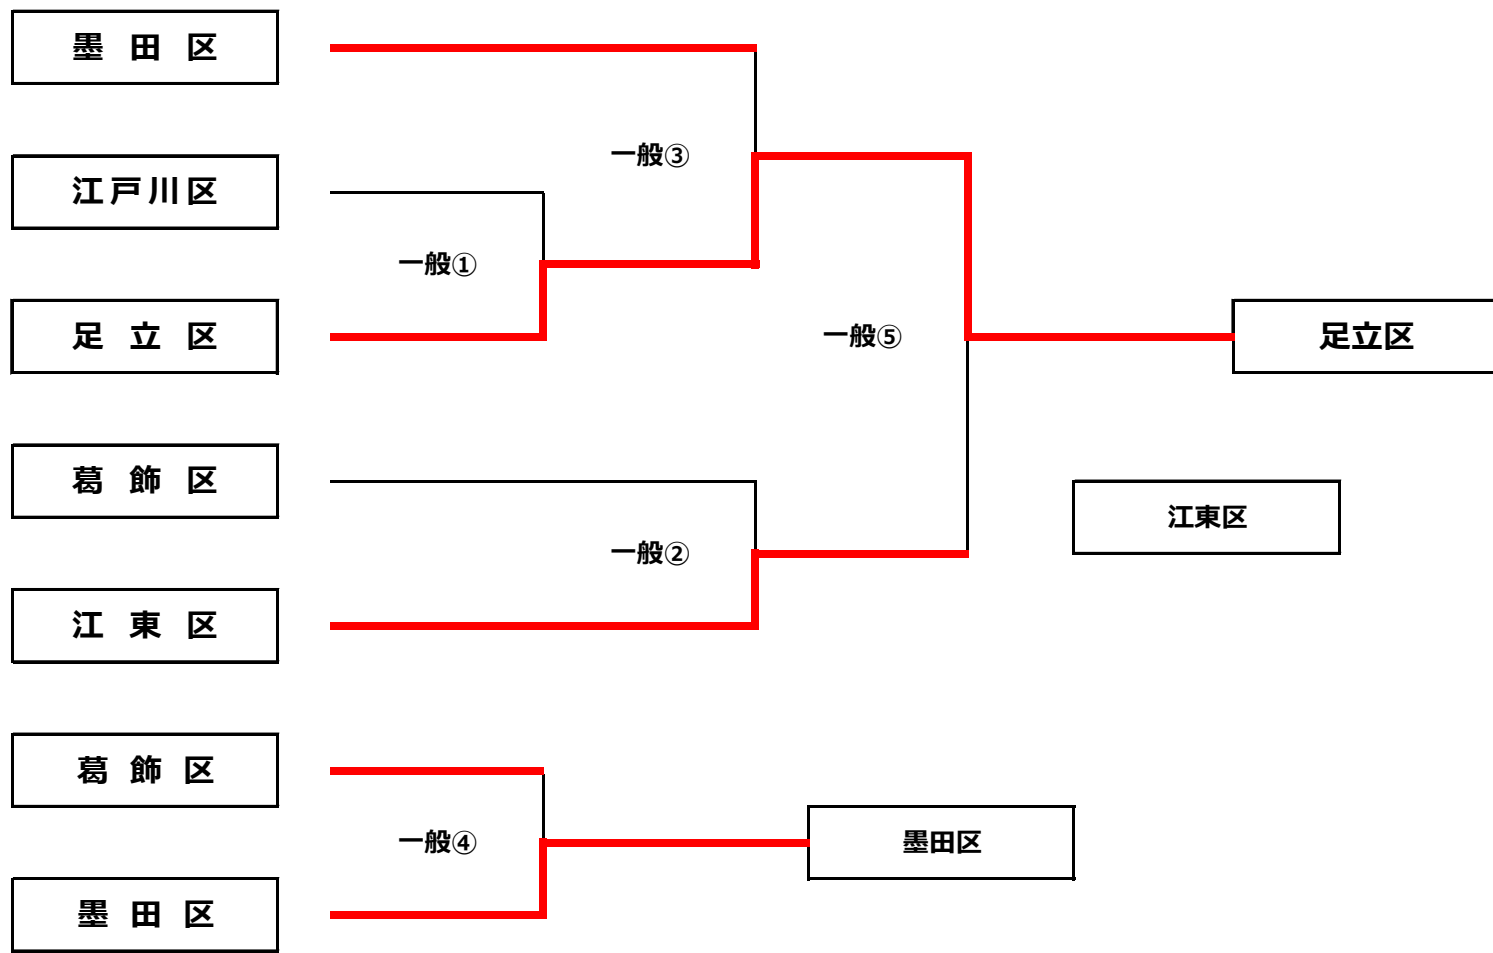 墨 田 区
一般③
江戸川区
一般①
足 立 区
一般⑤
足立区
葛 飾 区
江東区
一般②
江 東 区
葛 飾 区
一般④
墨田区
墨 田 区